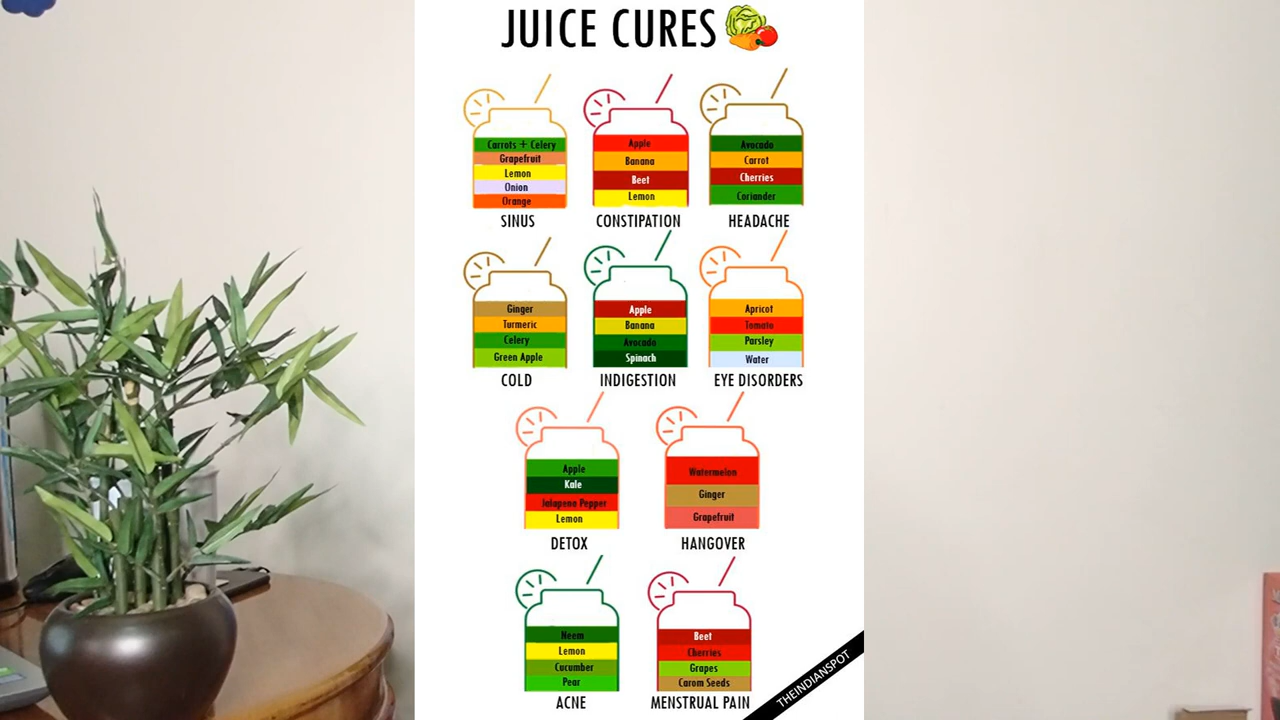 JUICE CURES
Carrots + Celery
Grapefruit
Lemon
Onion
Orange
SINUS
Apple
Banana
Beet
Lemon
CONSTIPATION
Avocado
Carrot
Cherries
Coriander
HEADACHE
Ginger
Turmeric
Celery
Green Apple
COLD
Apple
Banana
Avocado
Spinach
INDIGESTION
Apricot
Tomato
Parsley
Water
EYE DISORDERS
Apple
Kale
Jalapeno Pepper
Lemon
DETOX
Watermelon
Ginger
Grapefruit
HANGOVER
Neem
Lemon
Cucumber
Pear
ACNE
Beet
Cherries
Grapes
Carom Seeds
MENSTRUAL PAIN
THEINDIANSPOT